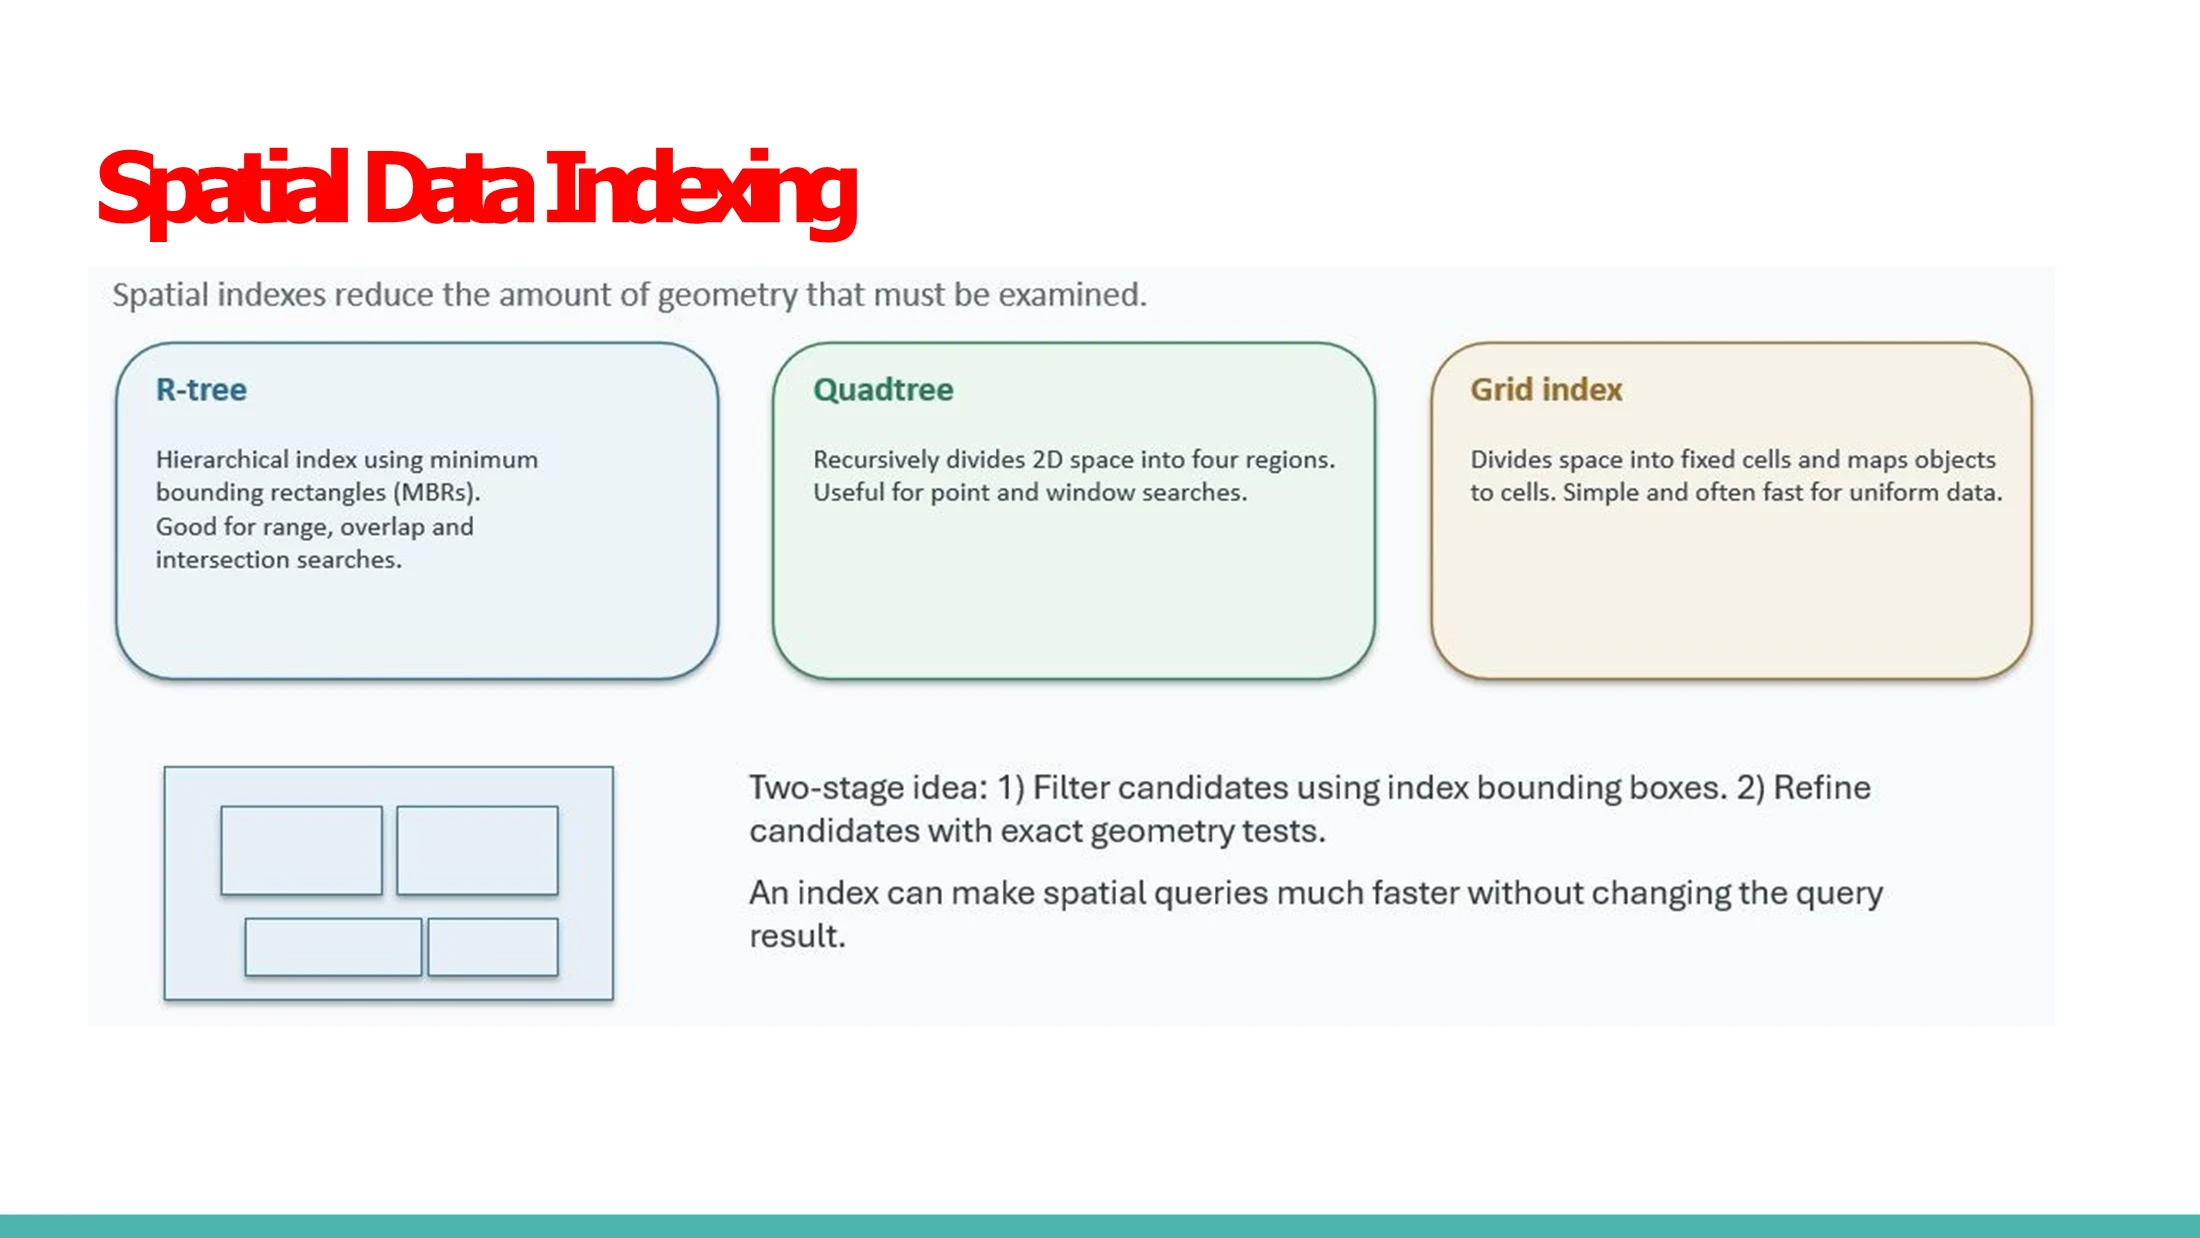 Spatial Data Indexing
Spatial indexes reduce the amount of geometry that must be examined.
R-tree
Hierarchical index using minimum
bounding rectangles (MBRs).
Good for range, overlap and
intersection searches.
Quadtree
Recursively divides 2D space into four regions.
Useful for point and window searches.
Grid index
Divides space into fixed cells and maps objects
to cells. Simple and often fast for uniform data.
Two-stage idea: 1) Filter candidates using index bounding boxes. 2) Refine
candidates with exact geometry tests.
An index can make spatial queries much faster without changing the query
result.